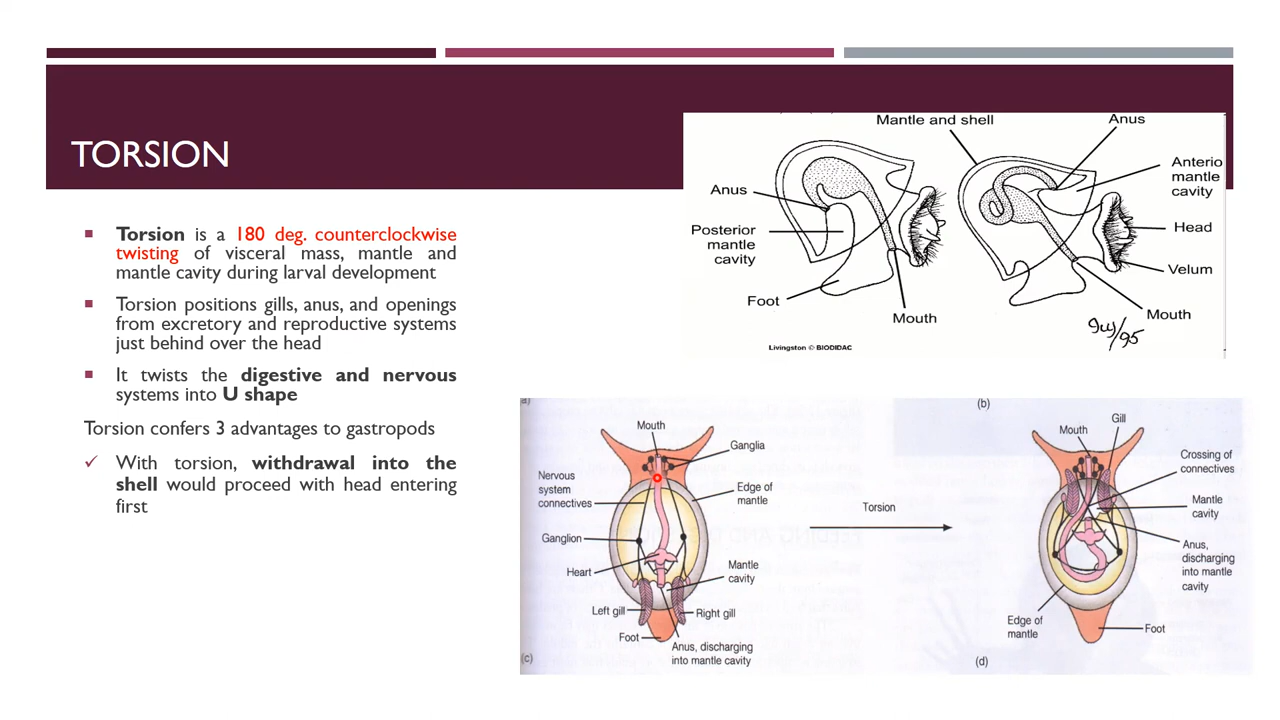 TORSION
Torsion is a 180 deg. counterclockwise
twisting of visceral mass, mantle and
mantle cavity during larval development
Torsion positions gills, anus, and openings
from excretory and reproductive systems
just behind over the head
It twists the digestive and nervous
systems into U shape
Torsion confers 3 advantages to gastropods
✓ With torsion, withdrawal into the
shell would proceed with head entering
first
Mantle and shell
Anus
Anus
Anterio
mantle
cavity
Posterior
mantle
cavity
Head
Velum
Foot
Mouth
Mouth
Livingston © BIODIDAC
a)
Mouth
Ganglia
Nervous
system
connectives
Edge of
mantle
Ganglion
Heart
Mantle
cavity
Left gill
Right gill
Foot
Anus, discharging
into mantle cavity
(c)
Torsion
(b)
Gill
Mouth
Crossing of
connectives
Mantle
cavity
Anus,
discharging
into mantle
cavity
Edge of
mantle
Foot
(d)